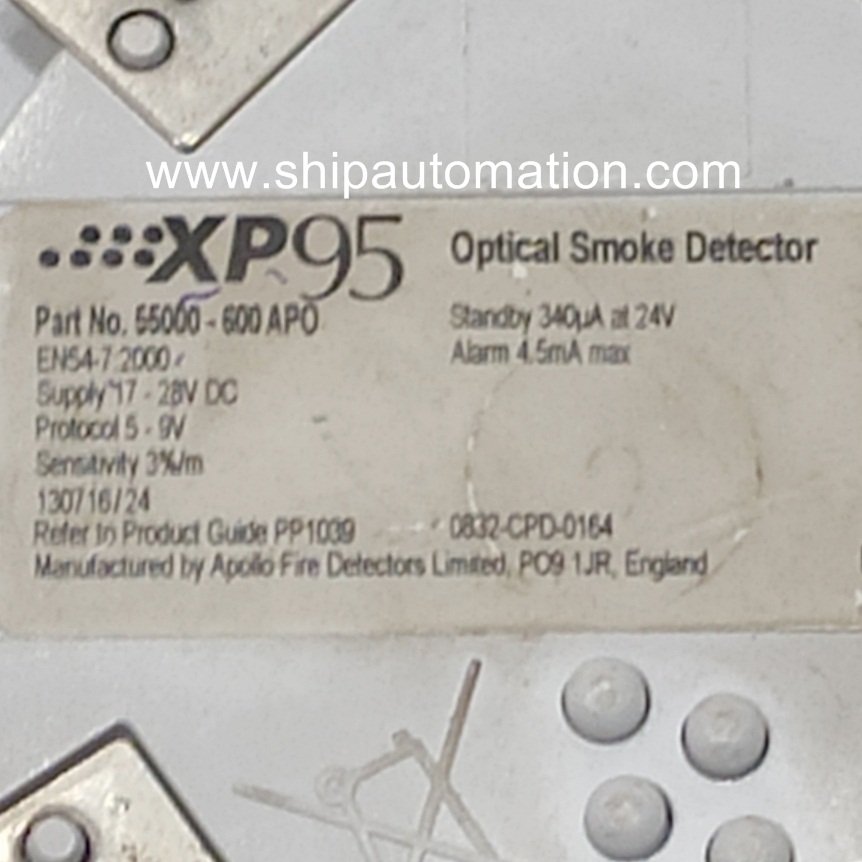 www.shipautomation.com
XP95 Optical Smoke Detector
Part No. 55000 - 600 APO
Standby 340µA at 24V
EN54-7:2000
Alarm 4.5mA max
Supply 17 - 28V DC
Protocol 5 - 9V
Sensitivity 3%/m
130716/24
Refer to Product Guide PP1039
0832-CPD-0164
Manufactured by Apollo Fire Detectors Limited, PO9 1JR, England